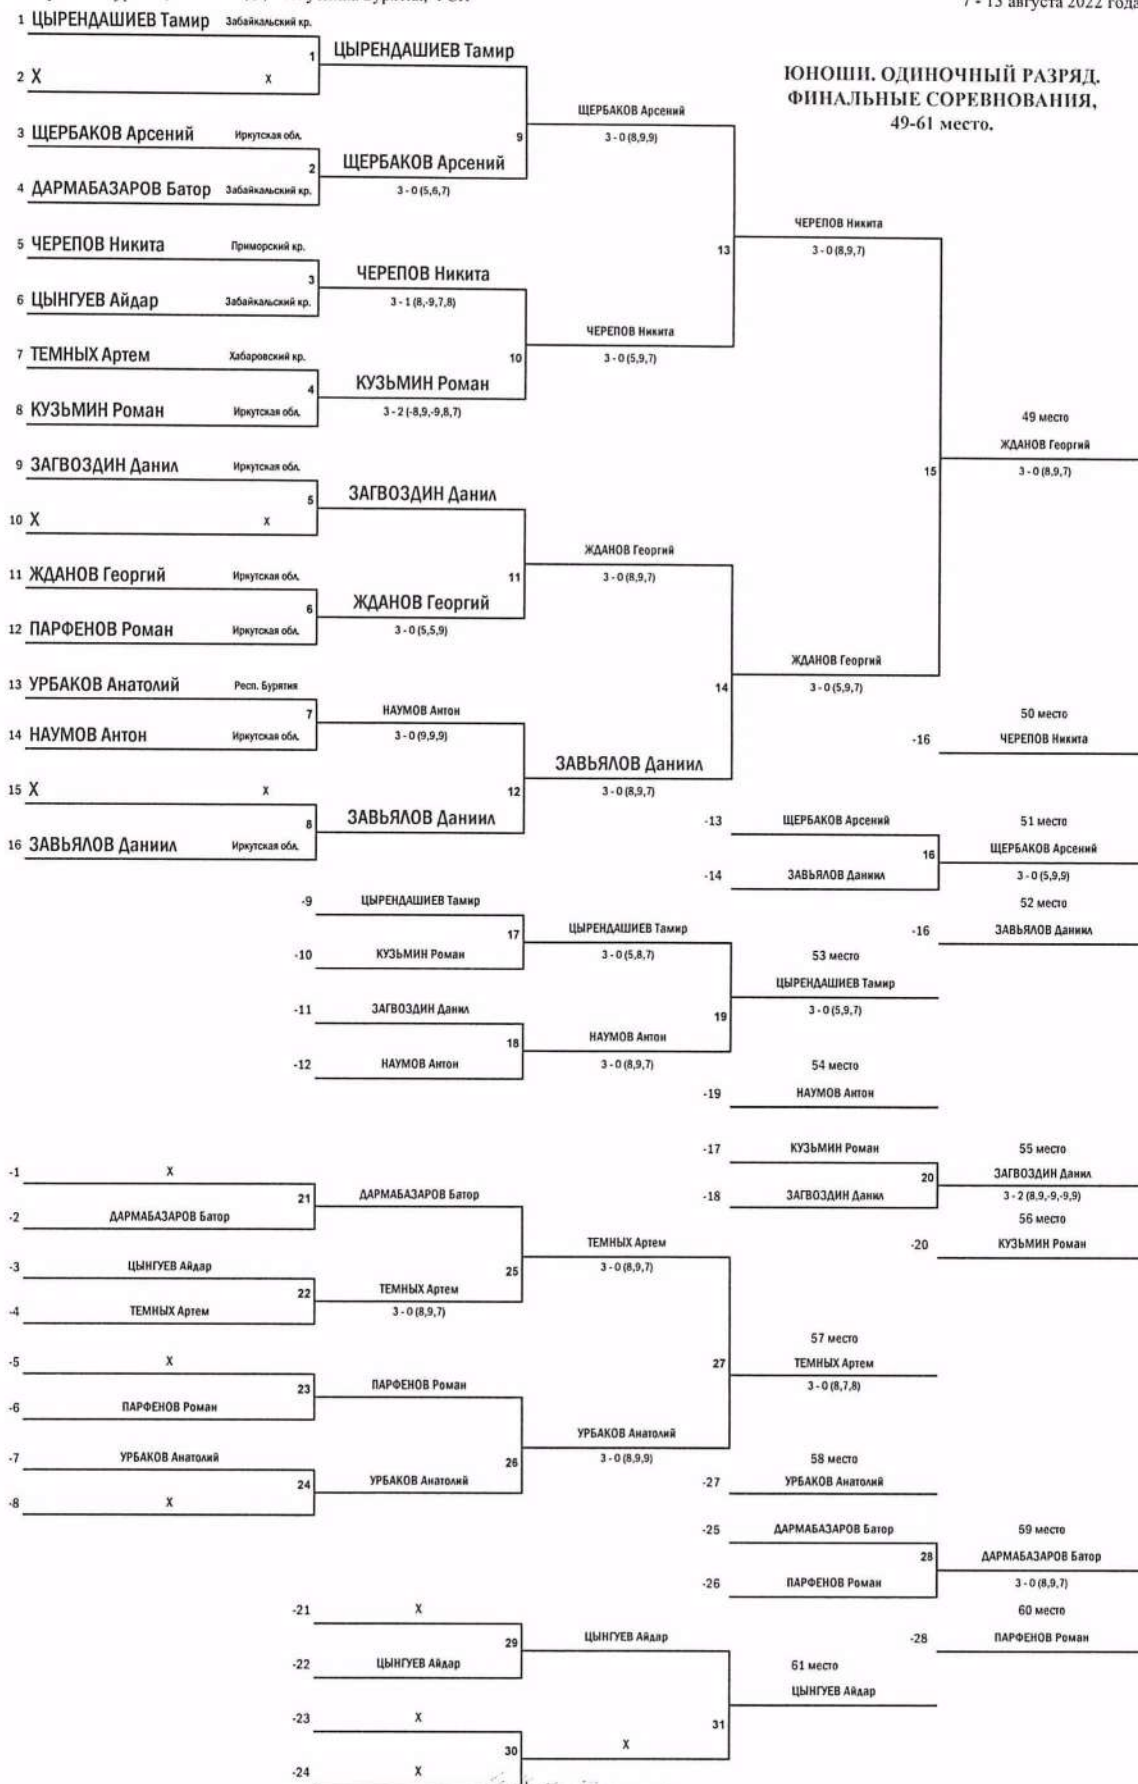 7 - 13 августа 2022 года
ЮНОШИ. ОДИНОЧНЫЙ РАЗРЯД.
ФИНАЛЬНЫЕ СОРЕВНОВАНИЯ,
49-61 место.
1 ЦЫРЕНДАШИЕВ Тамир Забайкальский кр.
1 ЦЫРЕНДАШИЕВ Тамир
2 X X
ЩЕРБАКОВ Арсений
9 3 - 0 (8,9,9)
3 ЩЕРБАКОВ Арсений Иркутская обл.
2 ЩЕРБАКОВ Арсений
3 - 0 (5,6,7)
4 ДАРМАБАЗАРОВ Батор Забайкальский кр.
ЧЕРЕПОВ Никита
13 3 - 0 (8,9,7)
5 ЧЕРЕПОВ Никита Приморский кр.
3 ЧЕРЕПОВ Никита
3 - 1 (8,-9,7,8)
6 ЦЫНГУЕВ Айдар Забайкальский кр.
ЧЕРЕПОВ Никита
10 3 - 0 (5,9,7)
7 ТЕМНЫХ Артем Хабаровский кр.
4 КУЗЬМИН Роман
3 - 2 (-8,9,-9,8,7)
8 КУЗЬМИН Роман Иркутская обл.
49 место
ЖДАНОВ Георгий
15 3 - 0 (8,9,7)
9 ЗАГВОЗДИН Данил Иркутская обл.
5 ЗАГВОЗДИН Данил
10 X X
ЖДАНОВ Георгий
11 3 - 0 (8,9,7)
11 ЖДАНОВ Георгий Иркутская обл.
6 ЖДАНОВ Георгий
3 - 0 (5,5,9)
12 ПАРФЕНОВ Роман Иркутская обл.
ЖДАНОВ Георгий
14 3 - 0 (5,9,7)
13 УРБАКОВ Анатолий Респ. Бурятия
7 НАУМОВ Антон
3 - 0 (9,9,9)
14 НАУМОВ Антон Иркутская обл.
50 место
-16 ЧЕРЕПОВ Никита
ЗАВЬЯЛОВ Даниил
12 3 - 0 (8,9,7)
15 X X
8 ЗАВЬЯЛОВ Даниил
16 ЗАВЬЯЛОВ Даниил Иркутская обл.
-13 ЩЕРБАКОВ Арсений
51 место
16 ЩЕРБАКОВ Арсений
3 - 0 (5,9,9)
-14 ЗАВЬЯЛОВ Даниил
52 место
-16 ЗАВЬЯЛОВ Даниил
-9 ЦЫРЕНДАШИЕВ Тамир
17 ЦЫРЕНДАШИЕВ Тамир
3 - 0 (5,8,7)
-10 КУЗЬМИН Роман
53 место
ЦЫРЕНДАШИЕВ Тамир
19 3 - 0 (5,9,7)
-11 ЗАГВОЗДИН Данил
18 НАУМОВ Антон
3 - 0 (8,9,7)
-12 НАУМОВ Антон
54 место
-19 НАУМОВ Антон
-17 КУЗЬМИН Роман
55 место
20 ЗАГВОЗДИН Данил
3 - 2 (8,9,-9,-9,9)
-18 ЗАГВОЗДИН Данил
56 место
-20 КУЗЬМИН Роман
-1 X
21 ДАРМАБАЗАРОВ Батор
-2 ДАРМАБАЗАРОВ Батор
ТЕМНЫХ Артем
25 3 - 0 (8,9,7)
-3 ЦЫНГУЕВ Айдар
22 ТЕМНЫХ Артем
3 - 0 (8,9,7)
-4 ТЕМНЫХ Артем
57 место
27 ТЕМНЫХ Артем
3 - 0 (8,7,8)
-5 X
23 ПАРФЕНОВ Роман
-6 ПАРФЕНОВ Роман
УРБАКОВ Анатолий
26 3 - 0 (8,9,9)
-7 УРБАКОВ Анатолий
24 УРБАКОВ Анатолий
-8 X
58 место
-27 УРБАКОВ Анатолий
-25 ДАРМАБАЗАРОВ Батор
59 место
28 ДАРМАБАЗАРОВ Батор
3 - 0 (8,9,7)
-26 ПАРФЕНОВ Роман
60 место
-28 ПАРФЕНОВ Роман
-21 X
29 ЦЫНГУЕВ Айдар
-22 ЦЫНГУЕВ Айдар
61 место
31 ЦЫНГУЕВ Айдар
-23 X
30 X
-24 X